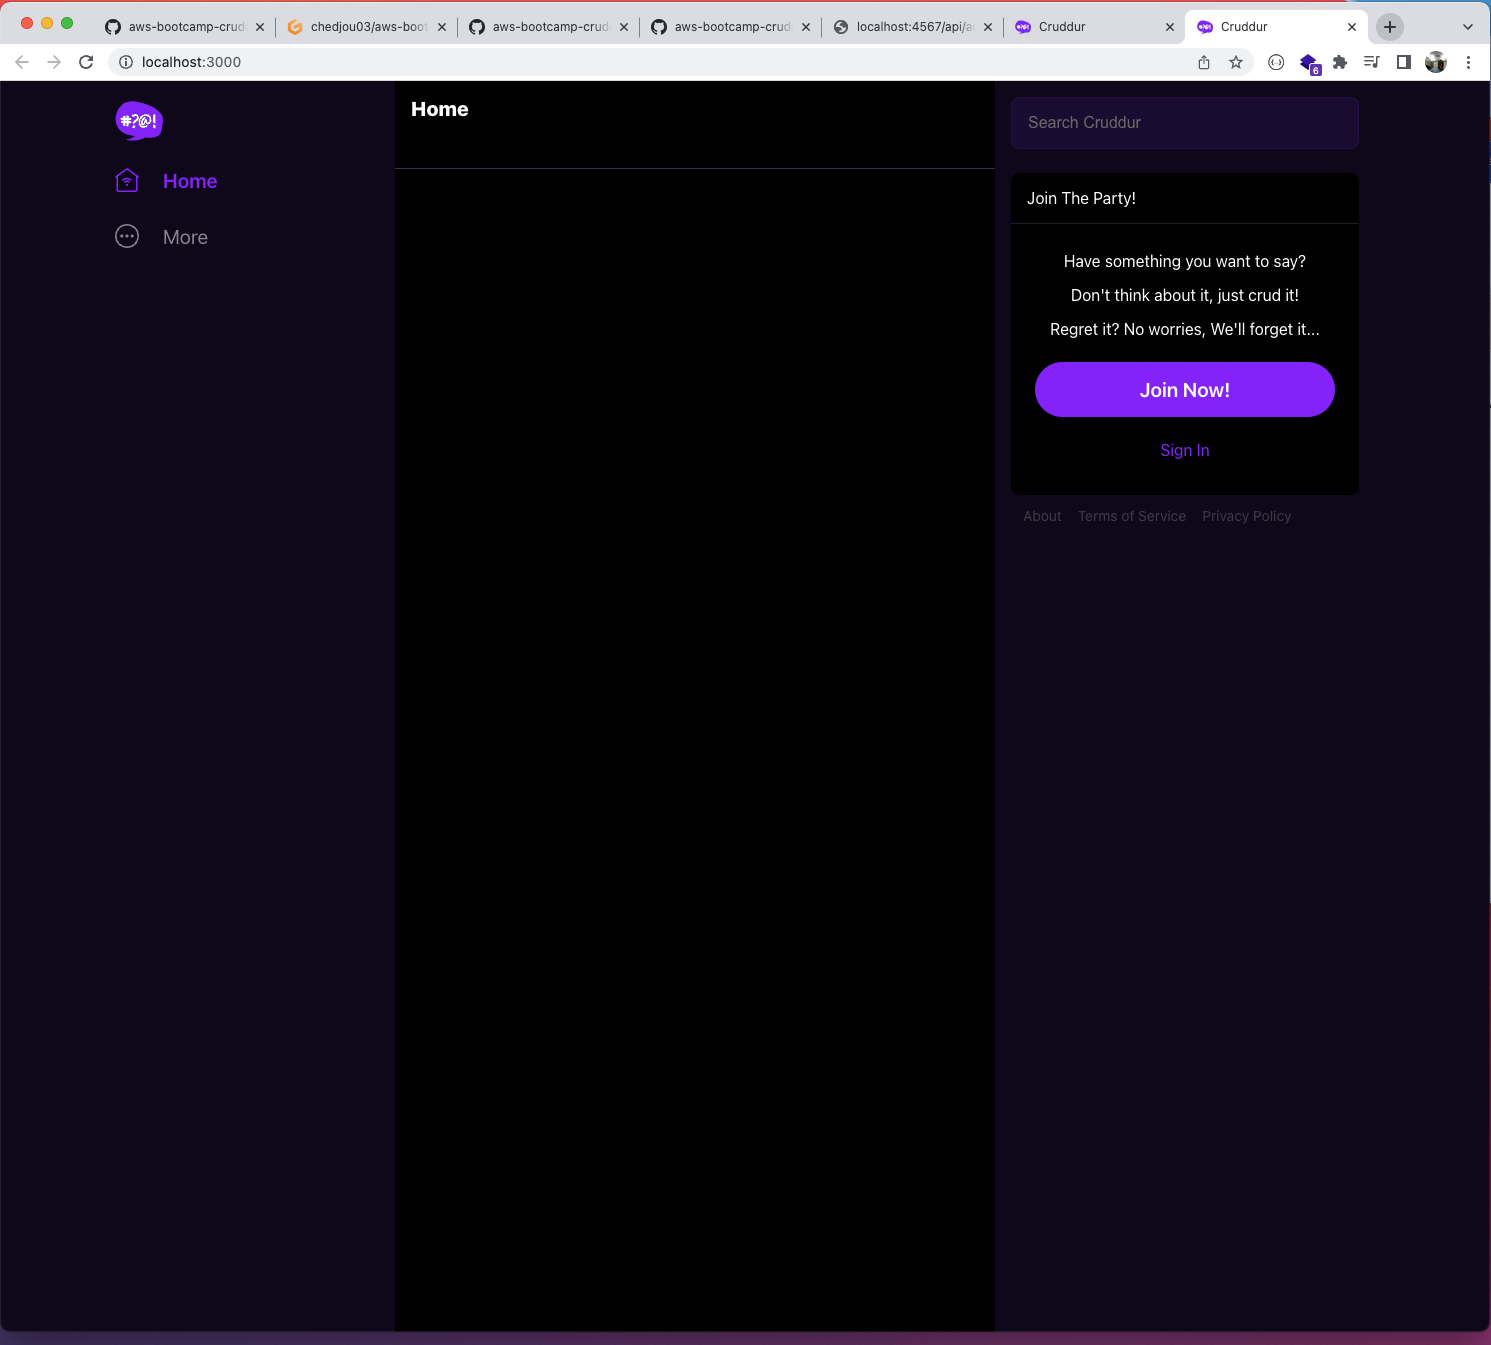 aws-bootcamp-crud
chedjou03/aws-boot
aws-bootcamp-crud
aws-bootcamp-crud
localhost:4567/api/a
Cruddur
Cruddur
localhost:3000
6
#?@!
Home
More
Home
Search Cruddur
Join The Party!
Have something you want to say?
Don't think about it, just crud it!
Regret it? No worries, We'll forget it...
Join Now!
Sign In
About Terms of Service Privacy Policy